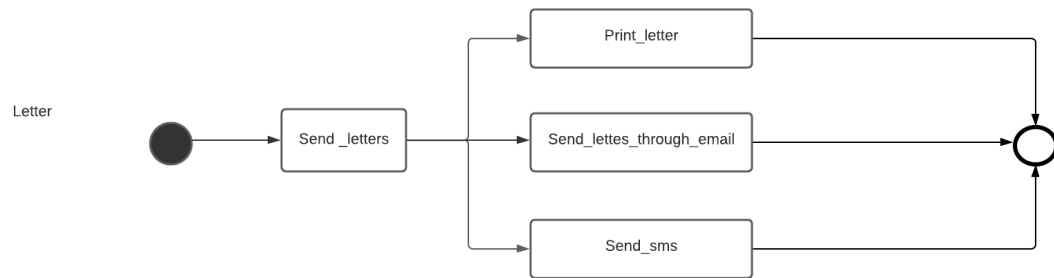 Print_letter
Letter
Send _letters
Send_lettes_through_email
Send_sms